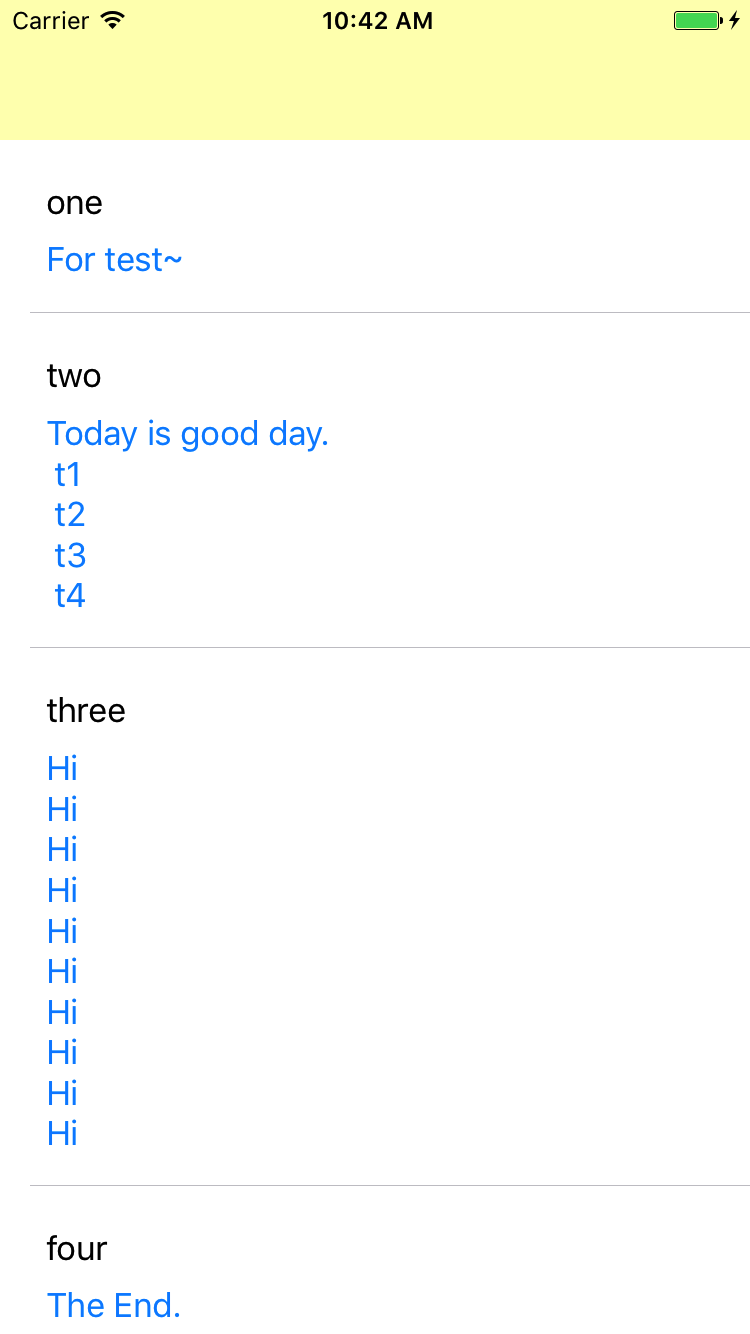 Carrier 10:42 AM
one
For test~
two
Today is good day.
t1
t2
t3
t4
three
Hi
Hi
Hi
Hi
Hi
Hi
Hi
Hi
Hi
Hi
four
The End.